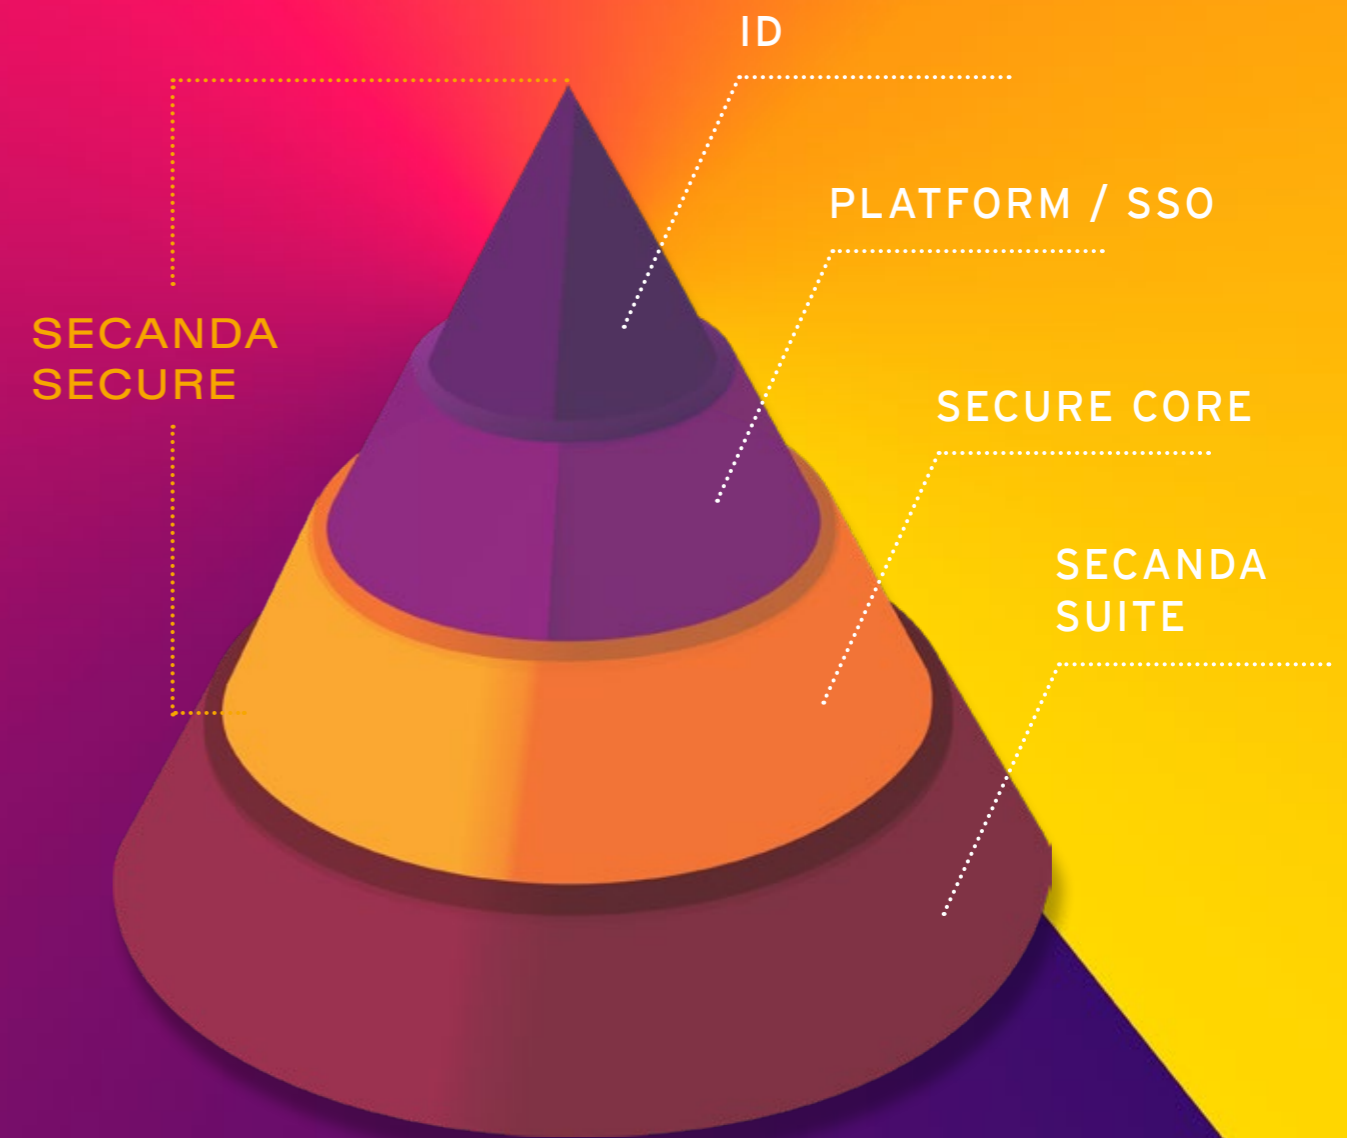 ID
PLATFORM / SSO
SECANDA
SECURE
SECURE CORE
SECANDA
SUITE